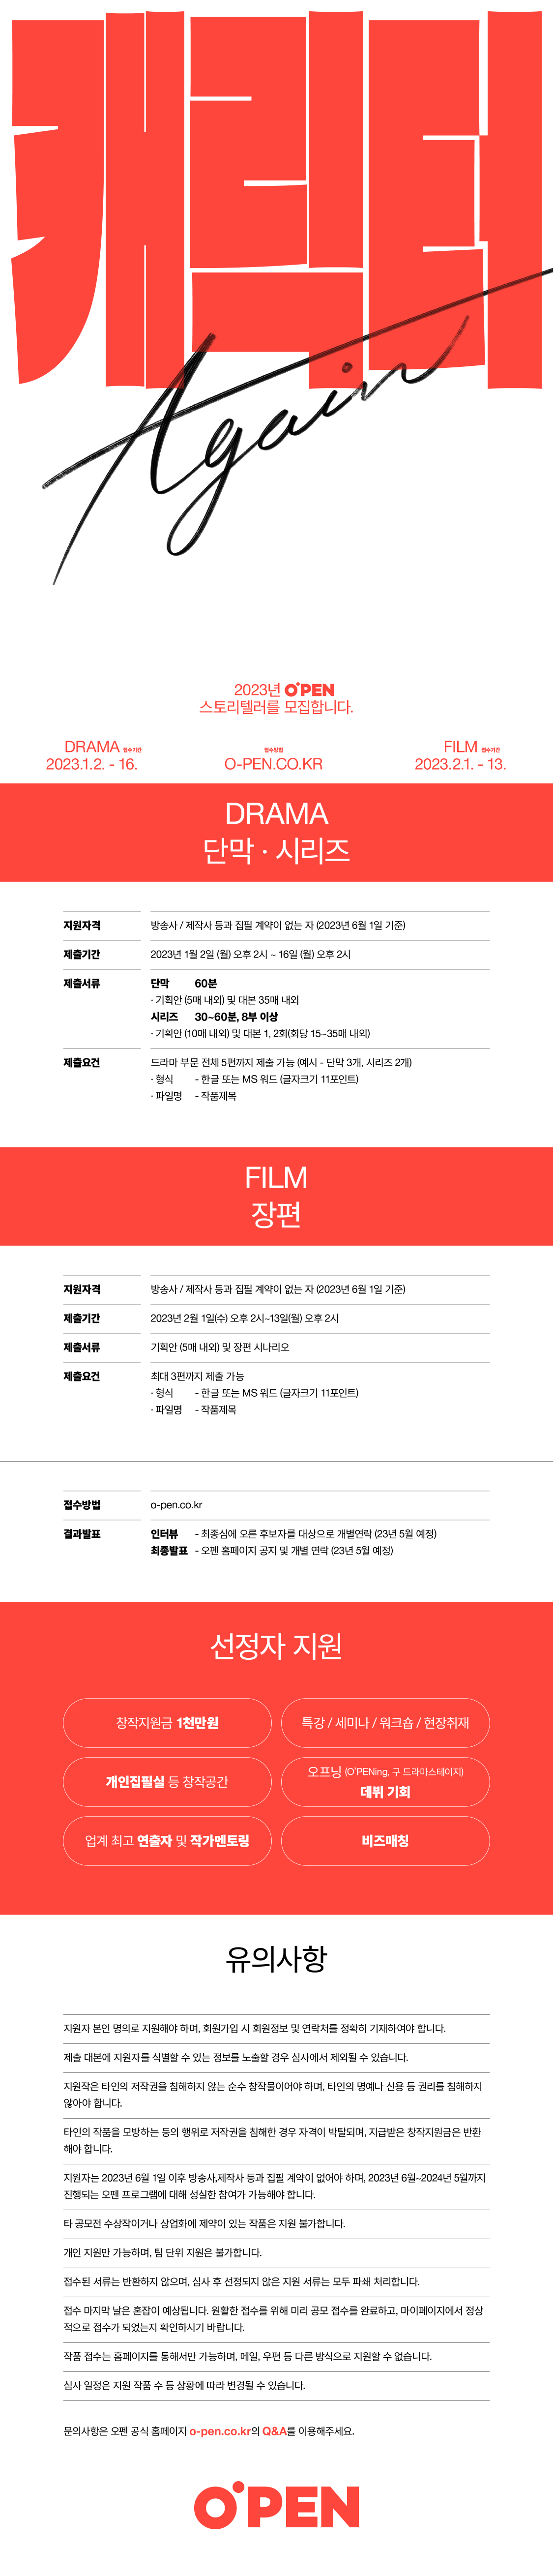 캐릭터
Again
2023년 O'PEN
스토리텔러를 모집합니다.
DRAMA 접수기간
2023.1.2. - 16.
접수방법
O-PEN.CO.KR
FILM 접수기간
2023.2.1. - 13.
DRAMA
단막 · 시리즈
지원자격 방송사 / 제작사 등과 집필 계약이 없는 자 (2023년 6월 1일 기준)
제출기간 2023년 1월 2일 (월) 오후 2시 ~ 16일 (월) 오후 2시
제출서류 단막 60분
· 기획안 (5매 내외) 및 대본 35매 내외
시리즈 30~60분, 8부 이상
· 기획안 (10매 내외) 및 대본 1, 2회(회당 15~35매 내외)
제출요건 드라마 부문 전체 5편까지 제출 가능 (예시 - 단막 3개, 시리즈 2개)
· 형식 - 한글 또는 MS 워드 (글자크기 11포인트)
· 파일명 - 작품제목
FILM
장편
지원자격 방송사 / 제작사 등과 집필 계약이 없는 자 (2023년 6월 1일 기준)
제출기간 2023년 2월 1일(수) 오후 2시~13일(월) 오후 2시
제출서류 기획안 (5매 내외) 및 장편 시나리오
제출요건 최대 3편까지 제출 가능
· 형식 - 한글 또는 MS 워드 (글자크기 11포인트)
· 파일명 - 작품제목
접수방법 o-pen.co.kr
결과발표 인터뷰 - 최종심에 오른 후보자를 대상으로 개별연락 (23년 5월 예정)
최종발표 - 오펜 홈페이지 공지 및 개별 연락 (23년 5월 예정)
선정자 지원
창작지원금 1천만원
특강 / 세미나 / 워크숍 / 현장취재
개인집필실 등 창작공간
오프닝 (O'PENing, 구 드라마스테이지)
데뷔 기회
업계 최고 연출자 및 작가멘토링
비즈매칭
유의사항
지원자 본인 명의로 지원해야 하며, 회원가입 시 회원정보 및 연락처를 정확히 기재하여야 합니다.
제출 대본에 지원자를 식별할 수 있는 정보를 노출할 경우 심사에서 제외될 수 있습니다.
지원작은 타인의 저작권을 침해하지 않는 순수 창작물이어야 하며, 타인의 명예나 신용 등 권리를 침해하지
않아야 합니다.
타인의 작품을 모방하는 등의 행위로 저작권을 침해한 경우 자격이 박탈되며, 지급받은 창작지원금은 반환
해야 합니다.
지원자는 2023년 6월 1일 이후 방송사,제작사 등과 집필 계약이 없어야 하며, 2023년 6월~2024년 5월까지
진행되는 오펜 프로그램에 대해 성실한 참여가 가능해야 합니다.
타 공모전 수상작이거나 상업화에 제약이 있는 작품은 지원 불가합니다.
개인 지원만 가능하며, 팀 단위 지원은 불가합니다.
접수된 서류는 반환하지 않으며, 심사 후 선정되지 않은 지원 서류는 모두 파쇄 처리합니다.
접수 마지막 날은 혼잡이 예상됩니다. 원활한 접수를 위해 미리 공모 접수를 완료하고, 마이페이지에서 정상
적으로 접수가 되었는지 확인하시기 바랍니다.
작품 접수는 홈페이지를 통해서만 가능하며, 메일, 우편 등 다른 방식으로 지원할 수 없습니다.
심사 일정은 지원 작품 수 등 상황에 따라 변경될 수 있습니다.
문의사항은 오펜 공식 홈페이지 o-pen.co.kr의 Q&A를 이용해주세요.
O'PEN